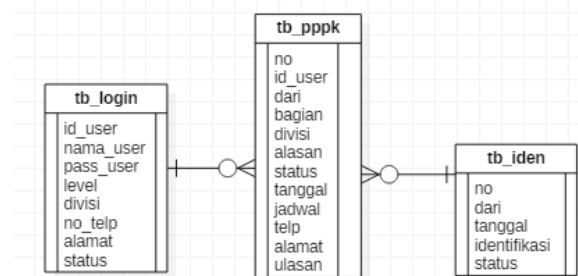 tb_pppk
no
id_user
dari
bagian
divisi
alasan
status
tanggal
jadwal
telp
alamat
ulasan
tb_login
id_user
nama_user
pass_user
level
divisi
no_telp
alamat
status
tb_iden
no
dari
tanggal
identifikasi
status